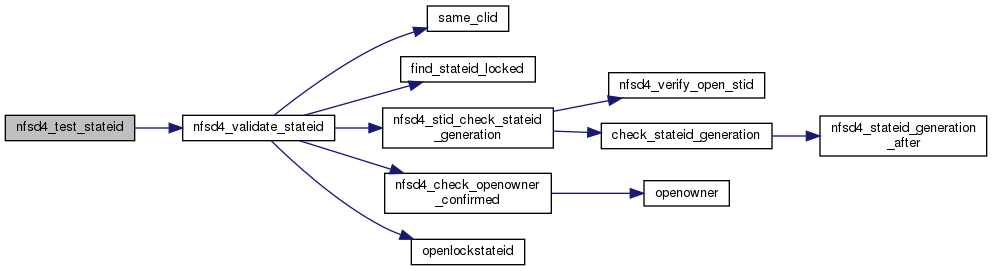 same_clid
find_stateid_locked
nfsd4_verify_open_stid
nfsd4_test_stateid
nfsd4_validate_stateid
nfsd4_stid_check_stateid
_generation
check_stateid_generation
nfsd4_stateid_generation
_after
nfsd4_check_openowner
_confirmed
openowner
openlockstateid